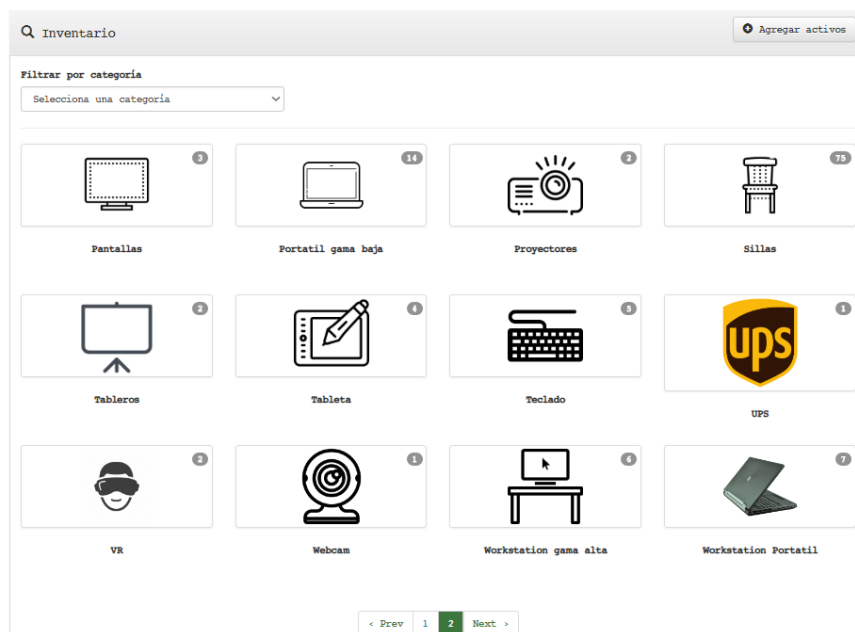 Inventario
Agregar activos
Filtrar por categoría
Selecciona una categoría
3
14
2
75
Pantallas
Portatil gama baja
Proyectores
Sillas
2
4
5
1
ups
Tableros
Tableta
Teclado
UPS
2
1
6
7
VR
Webcam
Workstation gama alta
Workstation Portatil
‹ Prev 1 2 Next ›